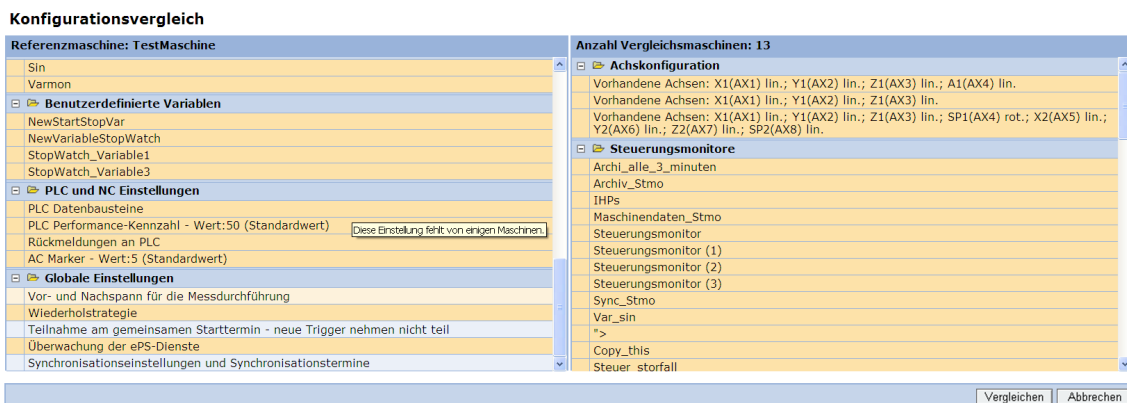 Konfigurationsvergleich
Referenzmaschine: TestMaschine
Sin
Varmon
Benutzerdefinierte Variablen
NewStartStopVar
NewVariableStopWatch
StopWatch_Variable1
StopWatch_Variable3
PLC und NC Einstellungen
PLC Datenbausteine
PLC Performance-Kennzahl - Wert:50 (Standardwert)
Diese Einstellung fehlt von einigen Maschinen.
Rückmeldungen an PLC
AC Marker - Wert:5 (Standardwert)
Globale Einstellungen
Vor- und Nachspann für die Messdurchführung
Wiederholstrategie
Teilnahme am gemeinsamen Starttermin - neue Trigger nehmen nicht teil
Überwachung der ePS-Dienste
Synchronisationseinstellungen und Synchronisationstermine
Anzahl Vergleichsmaschinen: 13
Achskonfiguration
Vorhandene Achsen: X1(AX1) lin.; Y1(AX2) lin.; Z1(AX3) lin.; A1(AX4) lin.
Vorhandene Achsen: X1(AX1) lin.; Y1(AX2) lin.; Z1(AX3) lin.
Vorhandene Achsen: X1(AX1) lin.; Y1(AX2) lin.; Z1(AX3) lin.; SP1(AX4) rot.; X2(AX5) lin.;
Y2(AX6) lin.; Z2(AX7) lin.; SP2(AX8) lin.
Steuerungsmonitore
Archi_alle_3_minuten
Archiv_Stmo
IHPs
Maschinendaten_Stmo
Steuerungsmonitor
Steuerungsmonitor (1)
Steuerungsmonitor (2)
Steuerungsmonitor (3)
Sync_Stmo
Var_sin
">
Copy_this
Steuer_storfall
Vergleichen
Abbrechen